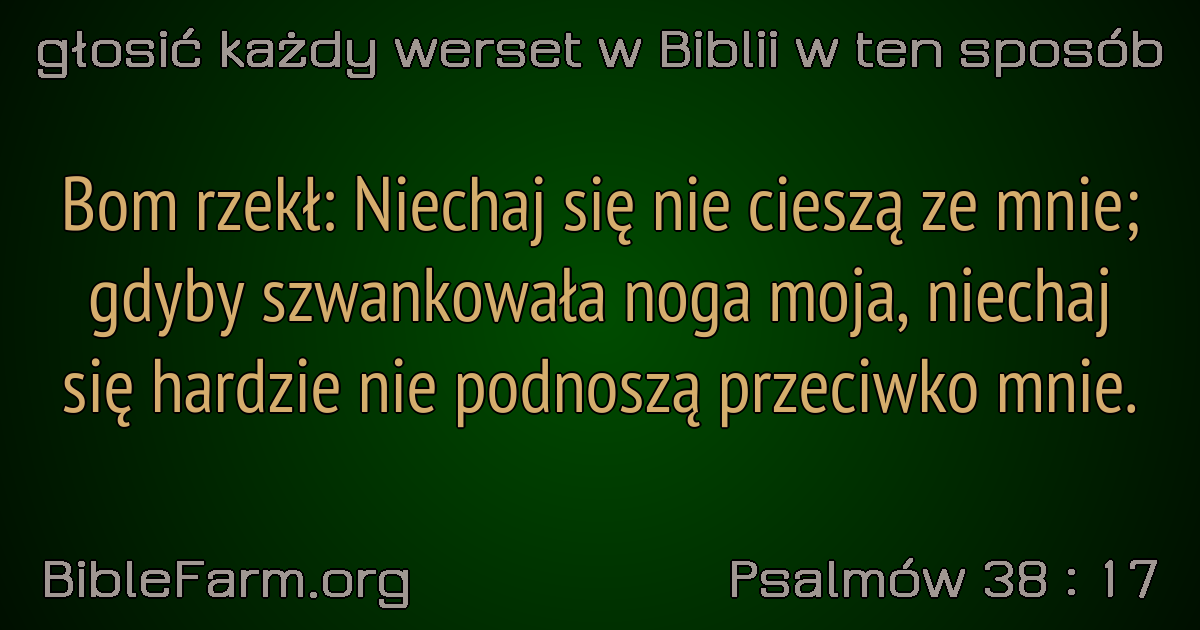 głosić każdy werset w Biblii w ten sposób
Bom rzekł: Niechaj się nie cieszą ze mnie;
gdyby szwankowała noga moja, niechaj
się hardzie nie podnoszą przeciwko mnie.
BibleFarm.org
Psalmów 38 : 17